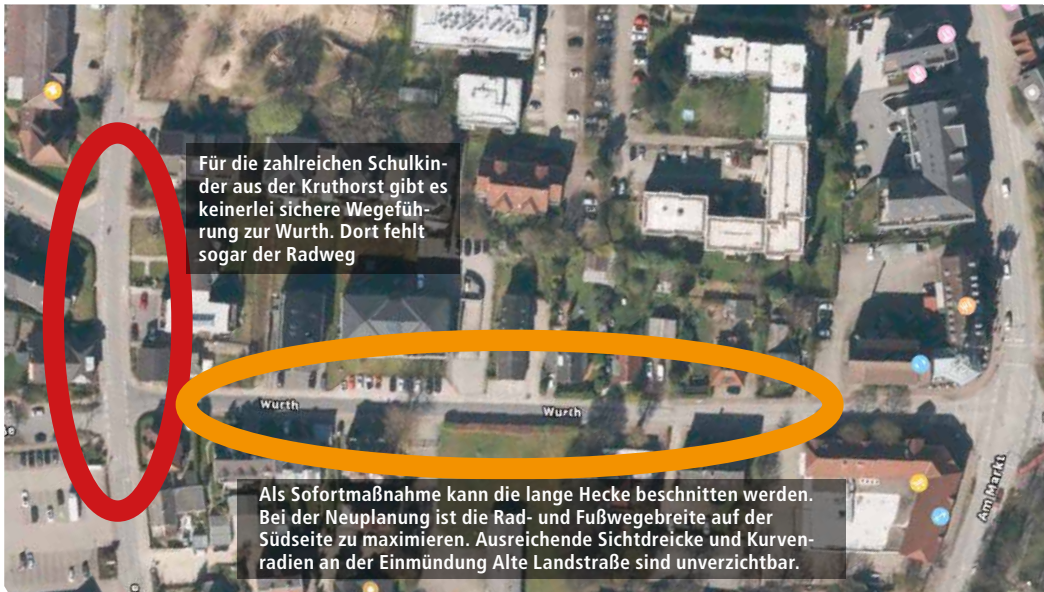 Für die zahlreichen Schulkin-
der aus der Kruthorst gibt es
keinerlei sichere Wegefüh-
rung zur Wurth. Dort fehlt
sogar der Radweg
Wurth
Wurth
Als Sofortmaßnahme kann die lange Hecke beschnitten werden.
Bei der Neuplanung ist die Rad- und Fußwegebreite auf der
Südseite zu maximieren. Ausreichende Sichtdreicke und Kurven-
radien an der Einmündung Alte Landstraße sind unverzichtbar.
Am Markt